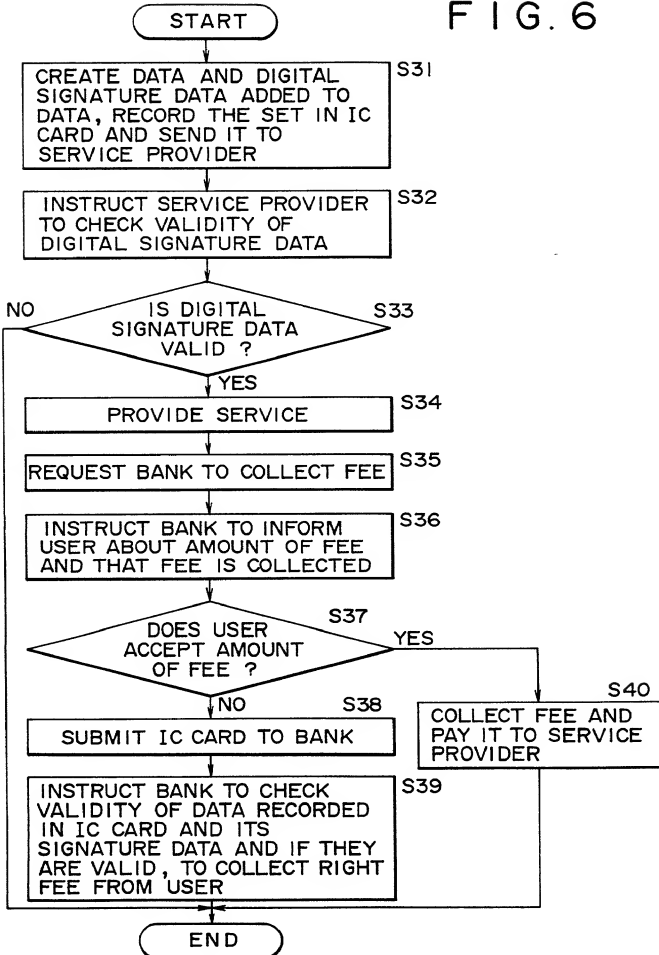 FIG. 6
START
S31
CREATE DATA AND DIGITAL
SIGNATURE DATA ADDED TO
DATA, RECORD THE SET IN IC
CARD AND SEND IT TO
SERVICE PROVIDER
S32
INSTRUCT SERVICE PROVIDER
TO CHECK VALIDITY OF
DIGITAL SIGNATURE DATA
NO
S33
IS DIGITAL
SIGNATURE DATA
VALID ?
YES
S34
PROVIDE SERVICE
S35
REQUEST BANK TO COLLECT FEE
S36
INSTRUCT BANK TO INFORM
USER ABOUT AMOUNT OF FEE
AND THAT FEE IS COLLECTED
S37
DOES USER
ACCEPT AMOUNT
OF FEE ?
YES
NO
S38
SUBMIT IC CARD TO BANK
S40
COLLECT FEE AND
PAY IT TO SERVICE
PROVIDER
S39
INSTRUCT BANK TO CHECK
VALIDITY OF DATA RECORDED
IN IC CARD AND ITS
SIGNATURE DATA AND IF THEY
ARE VALID, TO COLLECT RIGHT
FEE FROM USER
END